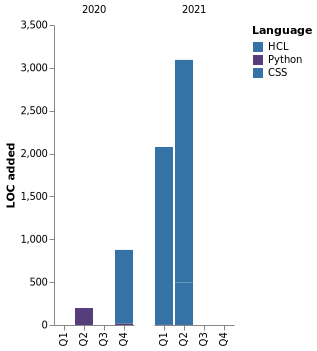 2020 2021
Language
HCL
Python
CSS
LOC added
3,500
3,000
2,500
2,000
1,500
1,000
500
0
Q1 Q2 Q3 Q4 Q1 Q2 Q3 Q4